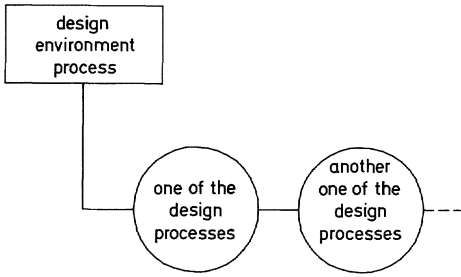 design
environment
process
one of the
design
processes
another
one of the
design
processes